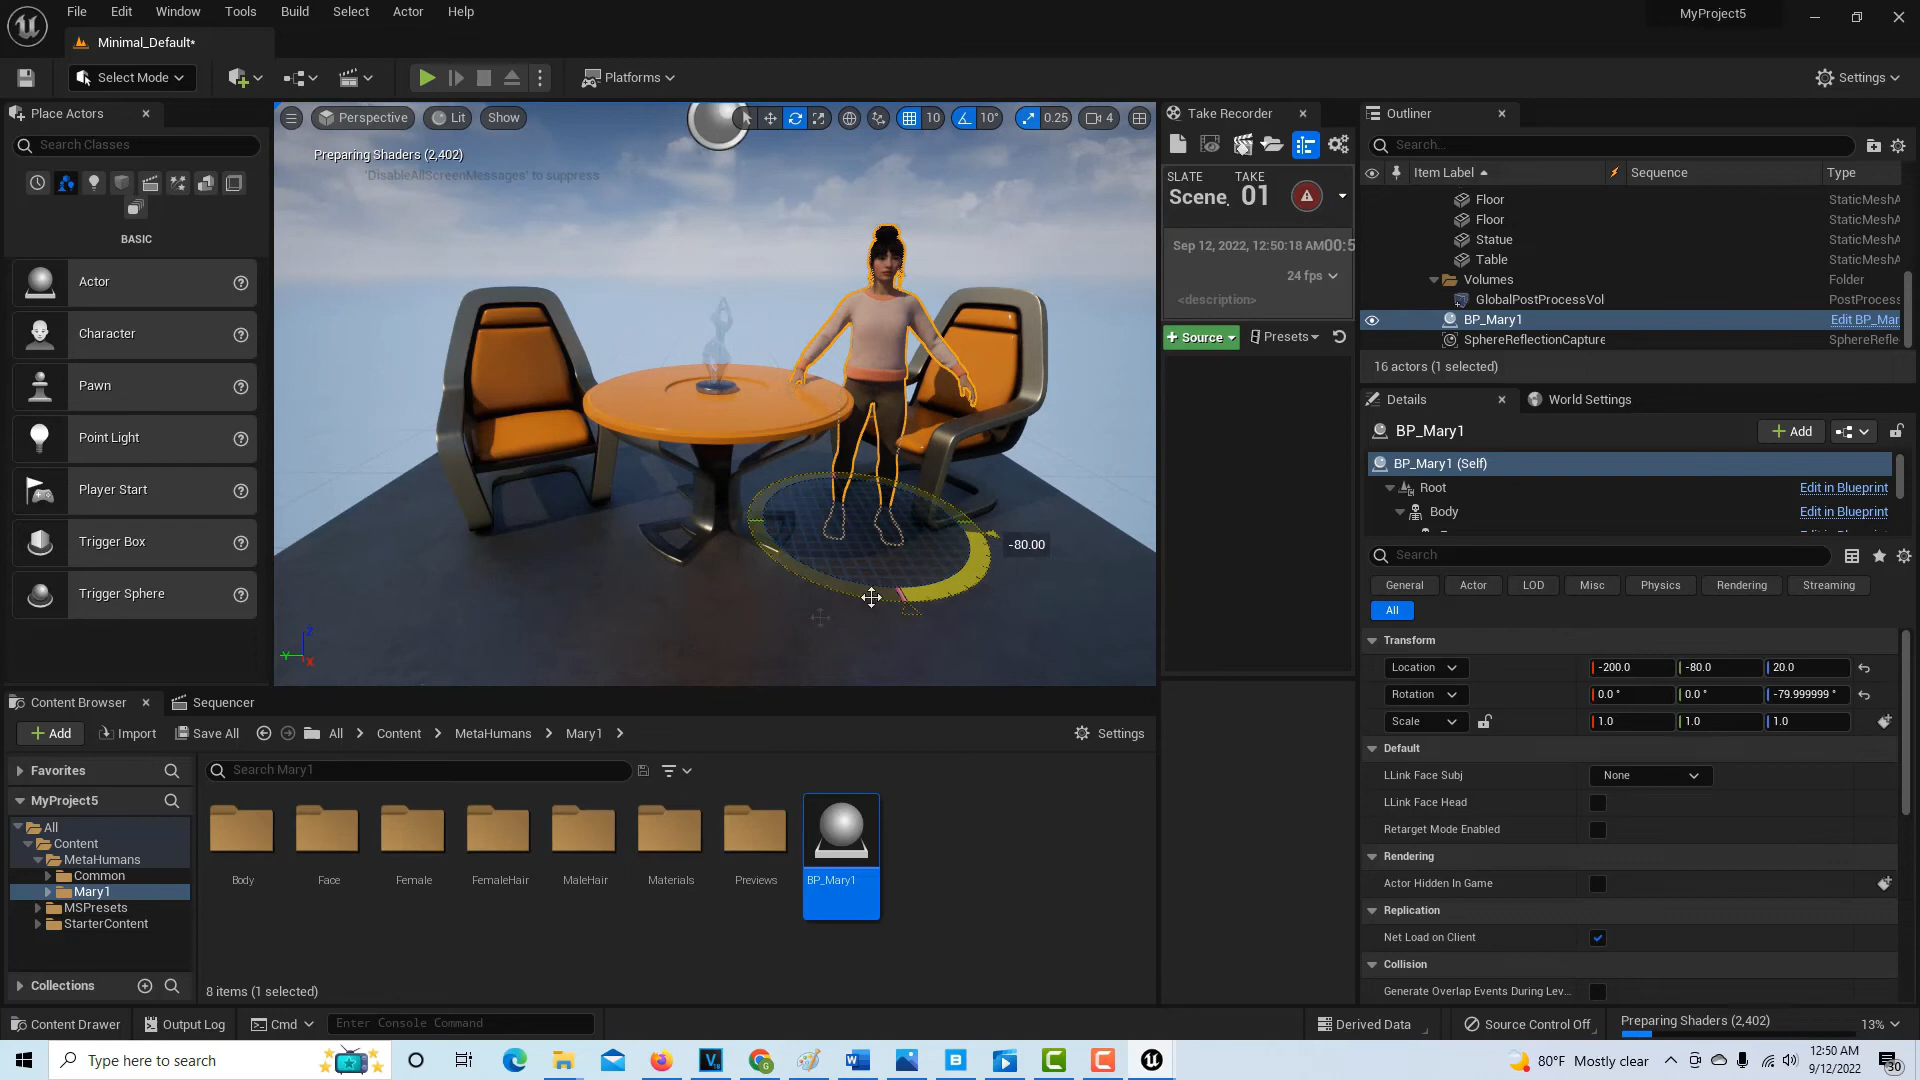 File Edit Window Tools Build Select Actor Help
MyProject5
Minimal_Default*
Select Mode
Platforms
Settings
Place Actors
Search Classes
BASIC
Actor
Character
Pawn
Point Light
Player Start
Trigger Box
Trigger Sphere
Perspective Lit Show
10 10° 0.25 4
Preparing Shaders (2,402)
'DisableAllScreenMessages' to suppress
-80.00
Z
Y
X
Take Recorder
SLATE TAKE
Scene_ 01
Sep 12, 2022, 12:50:18 AM 00:5
24 fps
<description>
+ Source Presets
Outliner
Search...
Item Label Sequence Type
Floor StaticMeshA
Floor StaticMeshA
Statue StaticMeshA
Table StaticMeshA
Volumes Folder
GlobalPostProcessVol PostProcess
BP_Mary1 Edit BP_Mar
SphereReflectionCapture SphereRefle
16 actors (1 selected)
Details World Settings
BP_Mary1
+ Add
BP_Mary1 (Self)
Root Edit in Blueprint
Body Edit in Blueprint
Search
General Actor LOD Misc Physics Rendering Streaming
All
Transform
Location -200.0 -80.0 20.0
Rotation 0.0 ° 0.0 ° -79.999999 °
Scale 1.0 1.0 1.0
Default
LLink Face Subj None
LLink Face Head
Retarget Mode Enabled
Rendering
Actor Hidden In Game
Replication
Net Load on Client
Collision
Generate Overlap Events During Lev...
Content Browser Sequencer
+ Add Import Save All All > Content > MetaHumans > Mary1 > Settings
Favorites
Search Mary1
MyProject5
All
Content
MetaHumans
Common
Mary1
MSPresets
StarterContent
Collections
Body Face Female FemaleHair MaleHair Materials Previews BP_Mary1
8 items (1 selected)
Content Drawer Output Log Cmd Enter Console Command
Derived Data Source Control Off Preparing Shaders (2,402) 13%
Type here to search
80°F Mostly clear
12:50 AM
9/12/2022
30